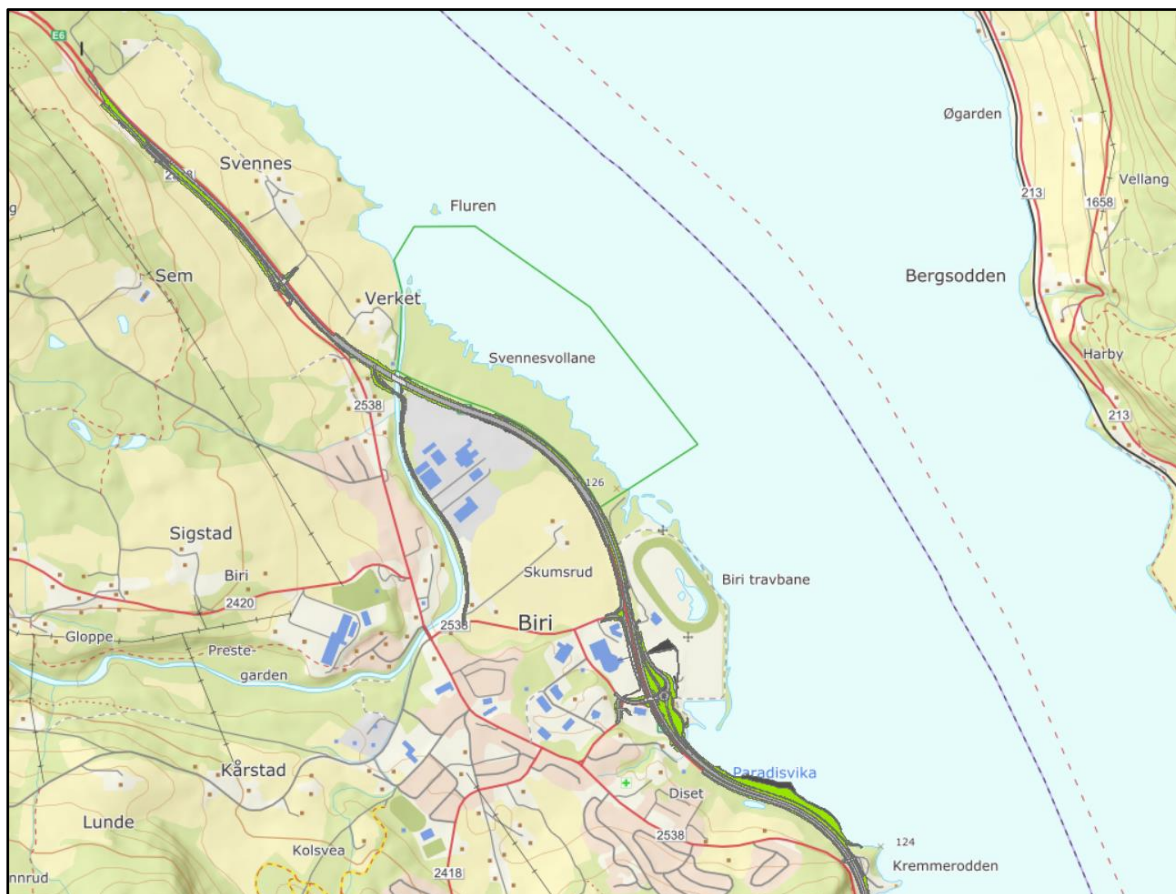 E6
Øgarden
Svennes
Vellang
213
1658
Fluren
Sem
Bergsodden
Verket
Harby
Svennesvollane
2538
213
126
Sigstad
Biri
Skumsrud
Biri travbane
2420
Gloppe
2538
Biri
Preste-
garden
Kårstad
Paradisvika
Diset
Lunde
2538
124
Kolsvea
2418
Kremmerodden
nnrud